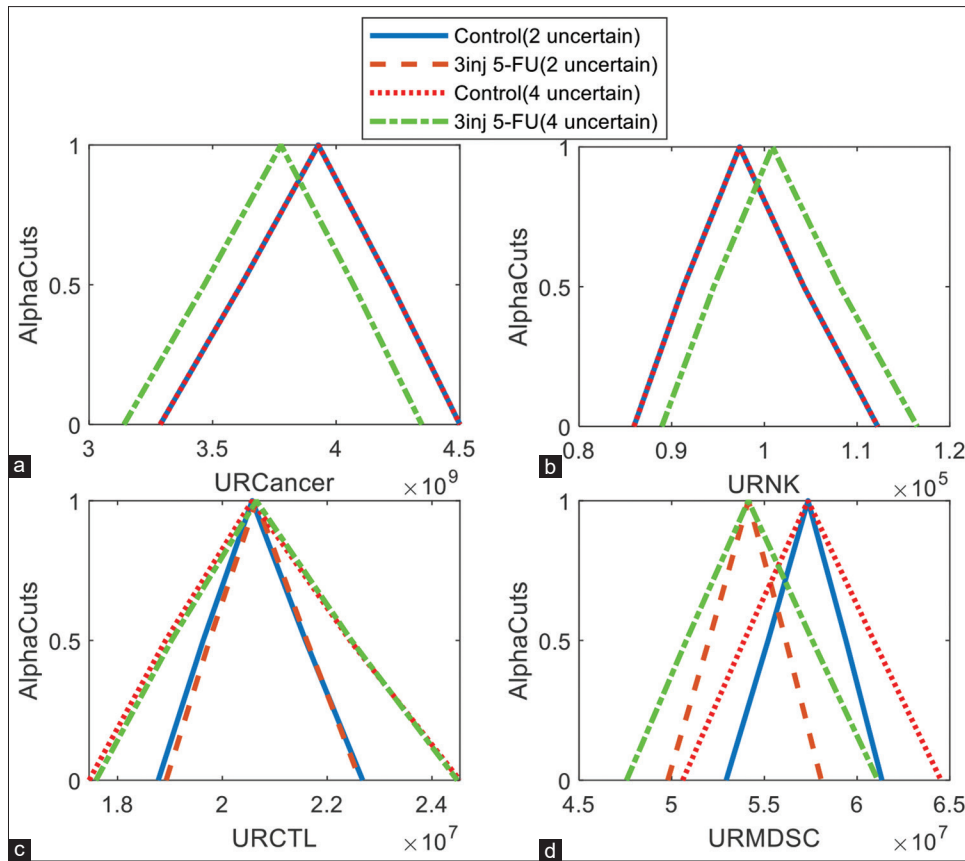 Control(2 uncertain)
3inj 5-FU(2 uncertain)
Control(4 uncertain)
3inj 5-FU(4 uncertain)
1
0.5
0
AlphaCuts
3 3.5 4 4.5
URCancer ×10^9
a
1
0.5
0
AlphaCuts
0.8 0.9 1 1.1 1.2
URNK ×10^5
b
1
0.5
0
AlphaCuts
1.8 2 2.2 2.4
URCTL ×10^7
c
1
0.5
0
AlphaCuts
4.5 5 5.5 6 6.5
URMDSC ×10^7
d